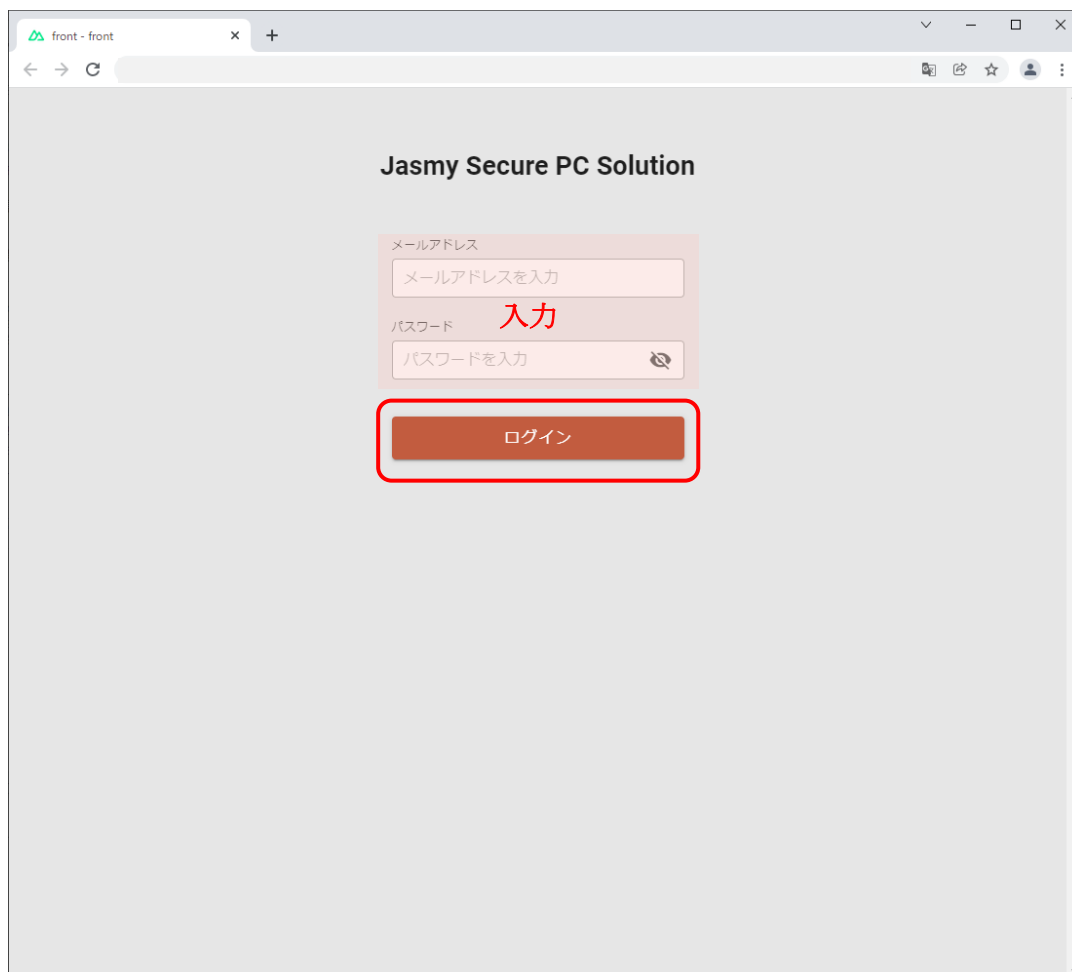 front - front
Jasmy Secure PC Solution
メールアドレス
メールアドレスを入力
入力
パスワード
パスワードを入力
ログイン